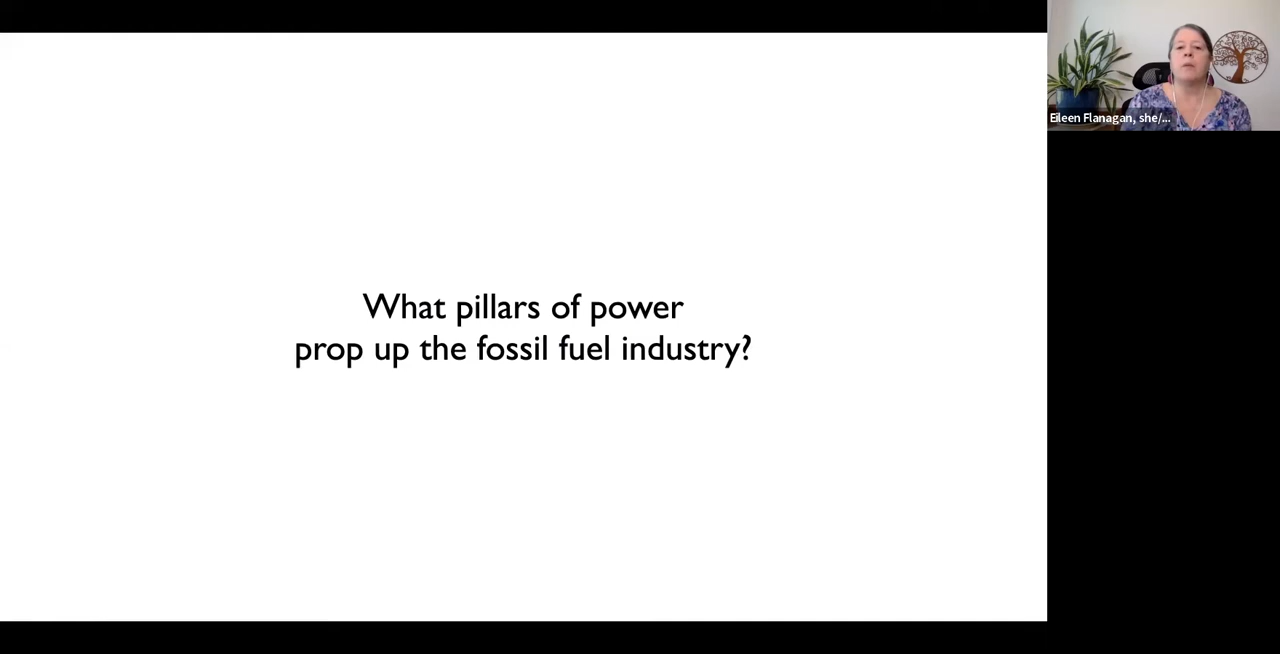 What pillars of power
prop up the fossil fuel industry?
Eileen Flanagan, she/...